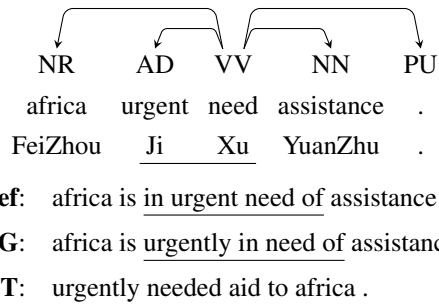 NR AD VV NN PU
africa urgent need assistance .
FeiZhou Ji Xu YuanZhu .
ef: africa is in urgent need of assistance
G: africa is urgently in need of assistanc
T: urgently needed aid to africa .